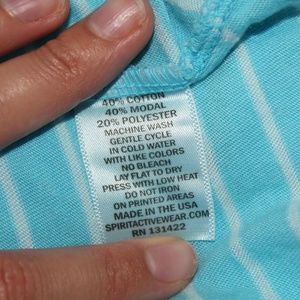 40% COTTON
40% MODAL
20% POLYESTER
MACHINE WASH
GENTLE CYCLE
IN COLD WATER
WITH LIKE COLORS
NO BLEACH
LAY FLAT TO DRY
PRESS WITH LOW HEAT
DO NOT IRON
ON PRINTED AREAS
MADE IN THE USA
SPIRITACTIVEWEAR.COM
RN 131422